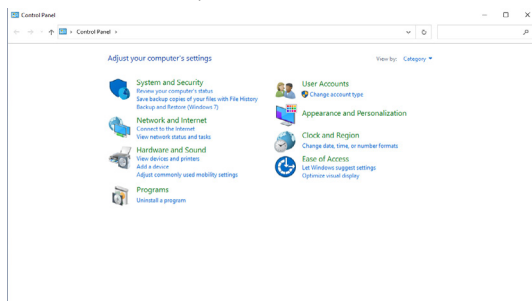 Control Panel
Control Panel
Adjust your computer's settings
View by: Category
System and Security
Review your computer's status
Save backup copies of your files with File History
Backup and Restore (Windows 7)
Network and Internet
Connect to the Internet
View network status and tasks
Hardware and Sound
View devices and printers
Add a device
Adjust commonly used mobility settings
Programs
Uninstall a program
User Accounts
Change account type
Appearance and Personalization
Clock and Region
Change date, time, or number formats
Ease of Access
Let Windows suggest settings
Optimize visual display